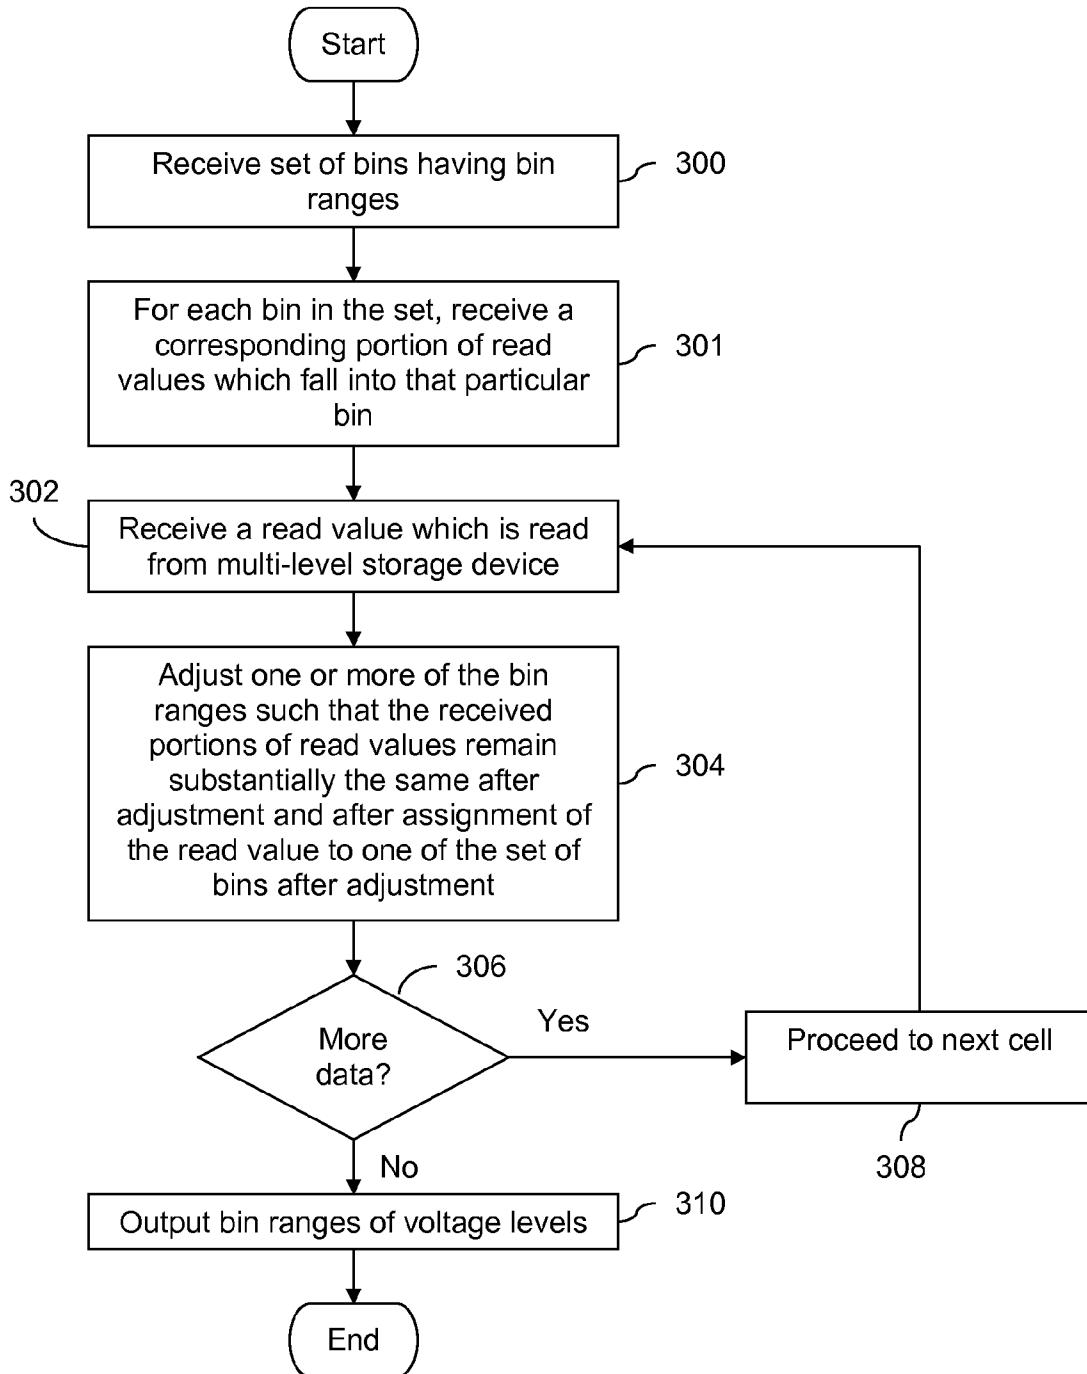 Start
Receive set of bins having bin
ranges
300
For each bin in the set, receive a
corresponding portion of read
values which fall into that particular
bin
301
302
Receive a read value which is read
from multi-level storage device
Adjust one or more of the bin
ranges such that the received
portions of read values remain
substantially the same after
adjustment and after assignment of
the read value to one of the set of
bins after adjustment
304
306
More
data?
Yes
Proceed to next cell
308
No
Output bin ranges of voltage levels
310
End